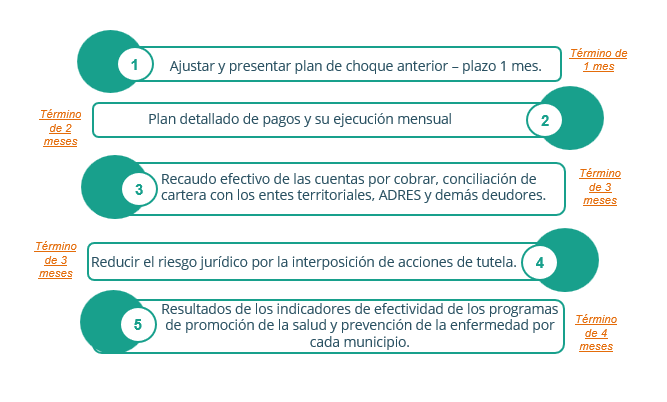 1
Ajustar y presentar plan de choque anterior – plazo 1 mes.
Término de
1 mes
Término
de 2
meses
Plan detallado de pagos y su ejecución mensual
2
3
Recaudo efectivo de las cuentas por cobrar, conciliación de
cartera con los entes territoriales, ADRES y demás deudores.
Término
de 3
meses
Término
de 3
meses
Reducir el riesgo jurídico por la interposición de acciones de tutela.
4
5
Resultados de los indicadores de efectividad de los programas
de promoción de la salud y prevención de la enfermedad por
cada municipio.
Término
de 4
meses